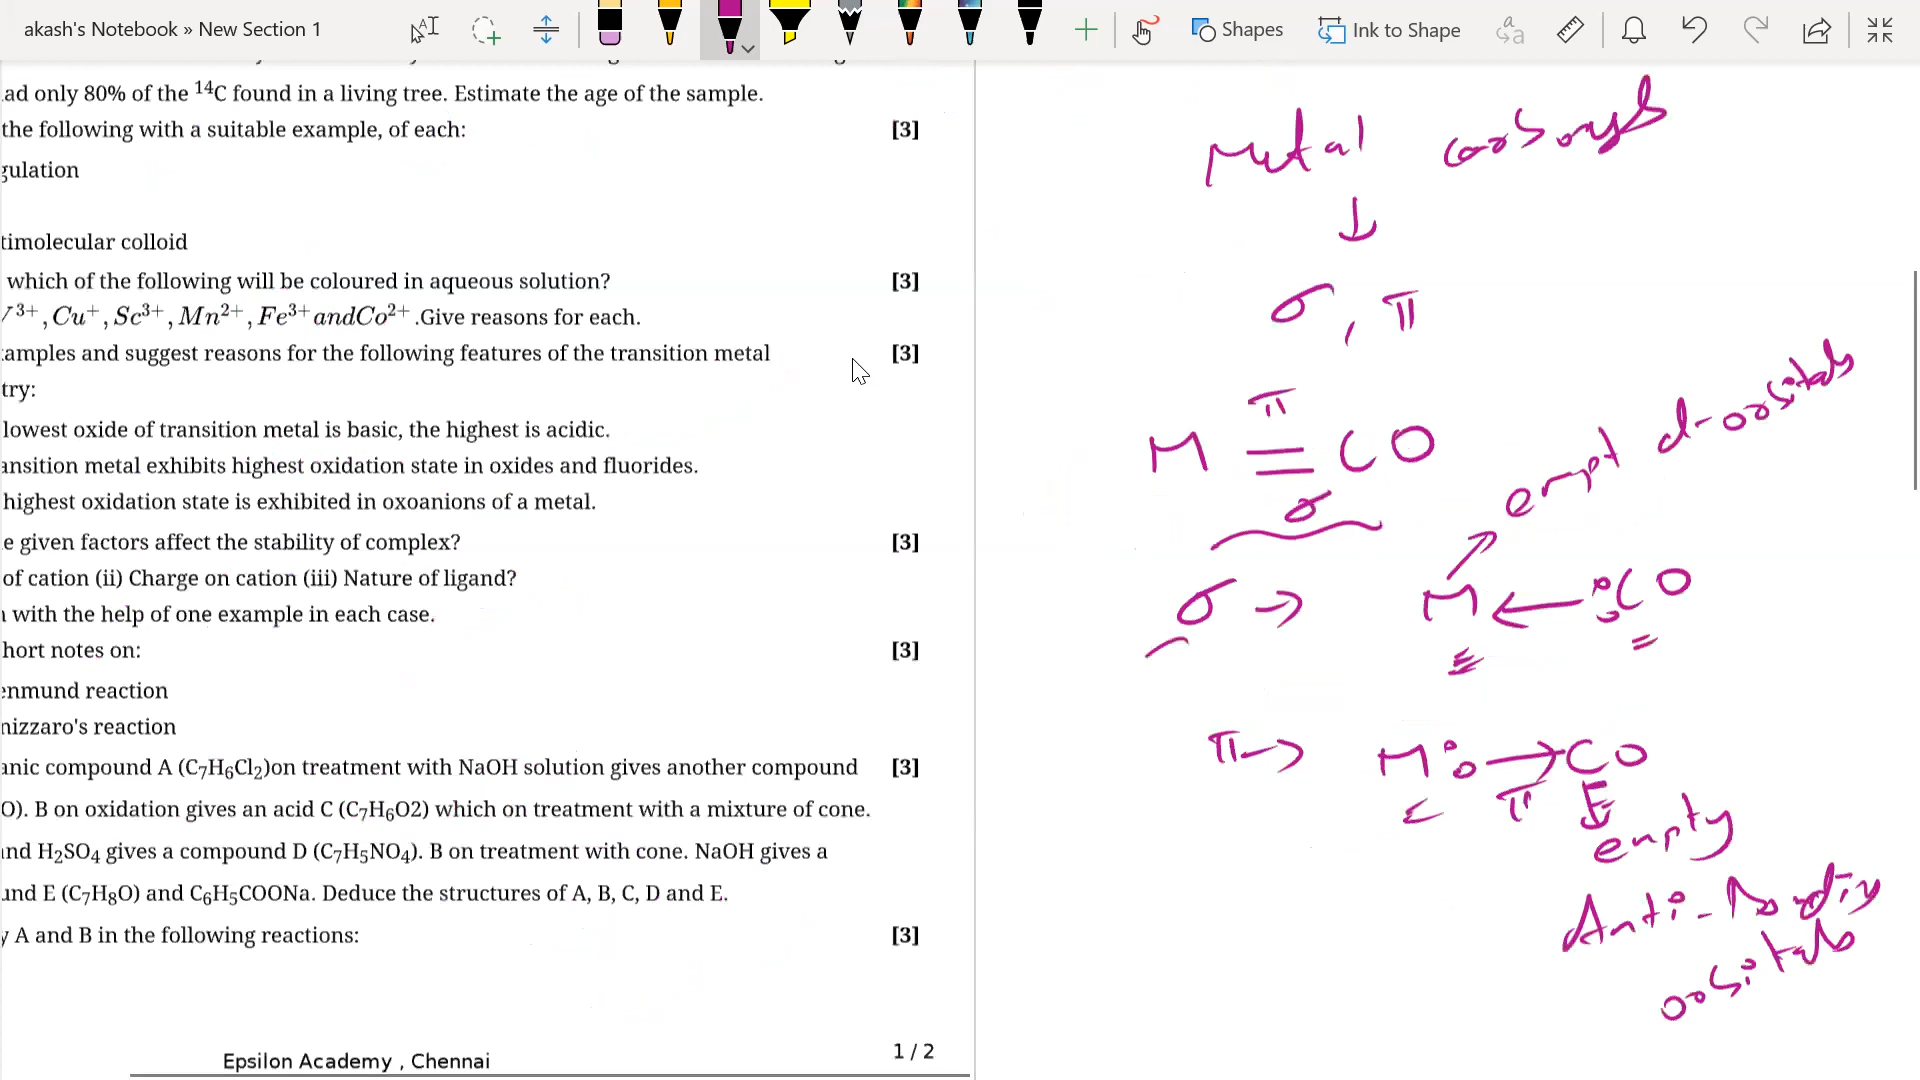 akash's Notebook » New Section 1
Shapes
Ink to Shape
ad only 80% of the ¹⁴C found in a living tree. Estimate the age of the sample.
the following with a suitable example, of each: [3]
gulation
timolecular colloid
which of the following will be coloured in aqueous solution? [3]
³⁺, Cu⁺, Sc³⁺, Mn²⁺, Fe³⁺ andCo²⁺ .Give reasons for each.
amples and suggest reasons for the following features of the transition metal [3]
try:
lowest oxide of transition metal is basic, the highest is acidic.
ansition metal exhibits highest oxidation state in oxides and fluorides.
highest oxidation state is exhibited in oxoanions of a metal.
e given factors affect the stability of complex? [3]
of cation (ii) Charge on cation (iii) Nature of ligand?
with the help of one example in each case.
hort notes on: [3]
enmund reaction
nizzaro's reaction
anic compound A (C₇H₆Cl₂)on treatment with NaOH solution gives another compound [3]
O). B on oxidation gives an acid C (C₇H₆O2) which on treatment with a mixture of cone.
and H₂SO₄ gives a compound D (C₇H₅NO₄). B on treatment with cone. NaOH gives a
und E (C₇H₈O) and C₆H₅COONa. Deduce the structures of A, B, C, D and E.
y A and B in the following reactions: [3]
Epsilon Academy , Chennai
1 / 2
Metal carbonyl
↓
σ, π
π
M = CO
σ
empt d-orbitals
σ → M ← :CO
π → M: → CO
π
empty
Anti-
orbitals